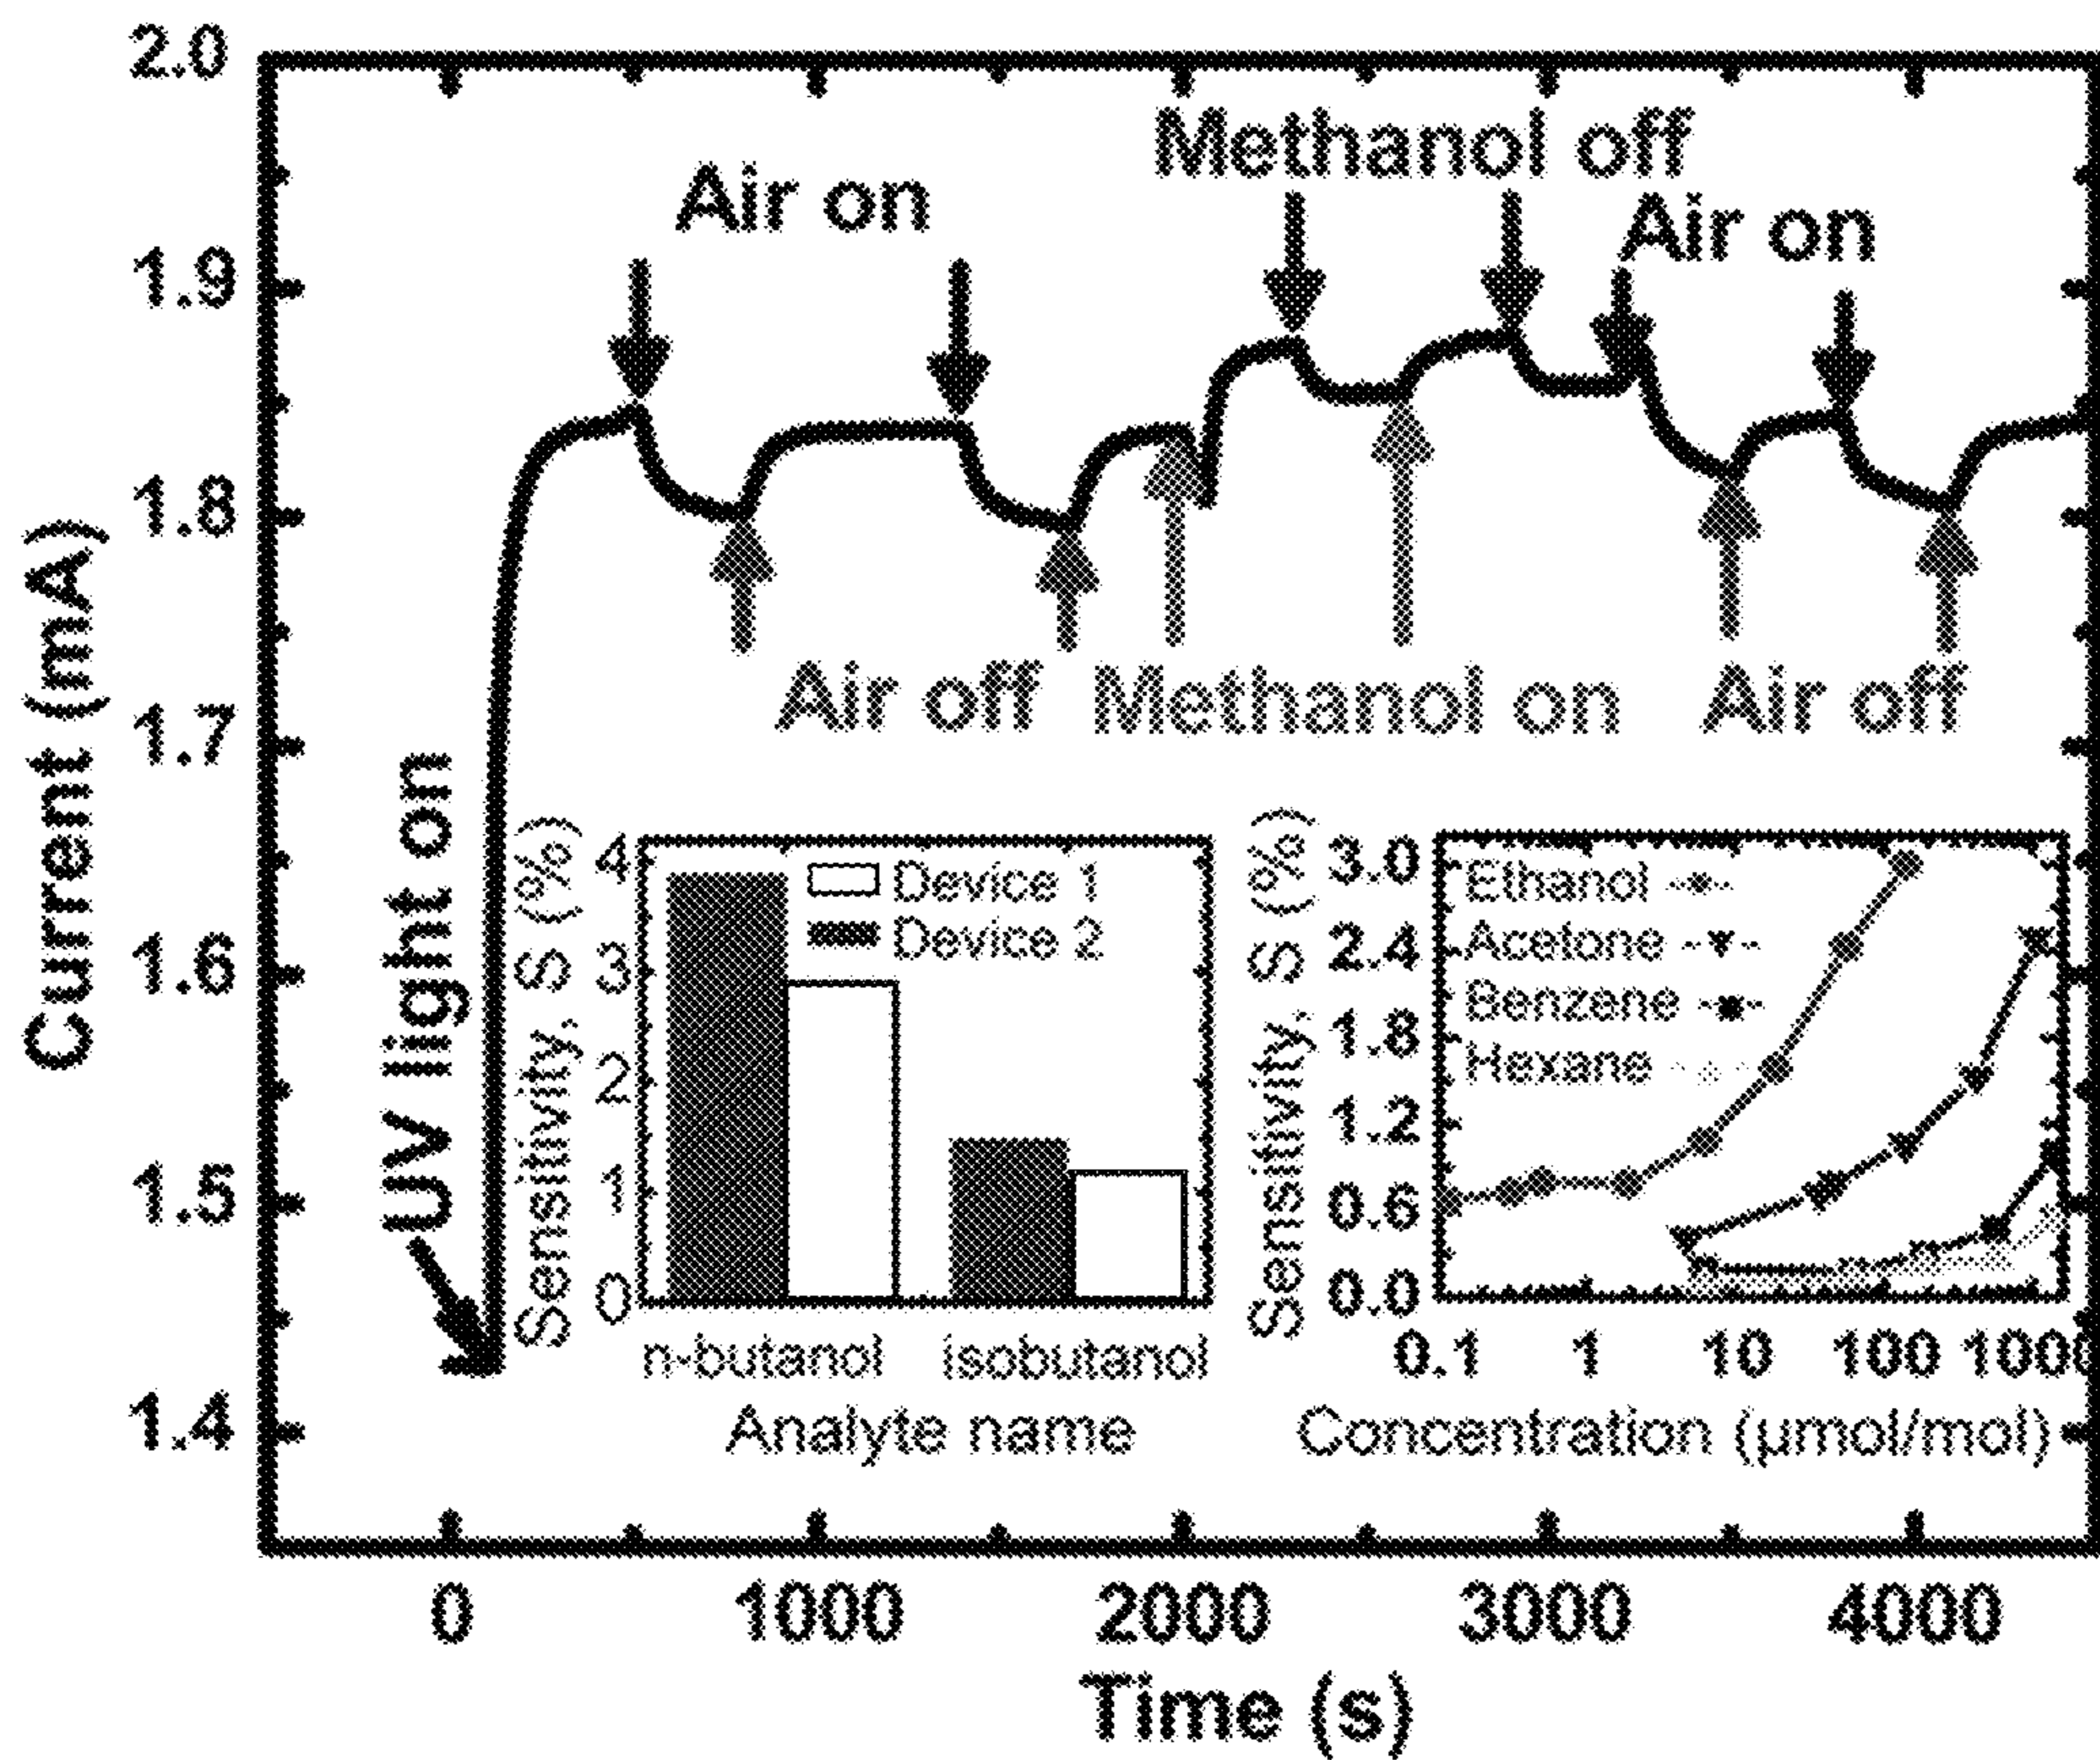 2.0
1.9
1.8
1.7
1.6
1.5
1.4
Current (mA)
Air on
Methanol off
Air on
Air off
Methanol on
Air off
UV light on
Sensitivity, S (%)
4
3
2
1
0
Device 1
Device 2
n-butanol
isobutanol
Analyte name
Sensitivity, S (%)
3.0
2.4
1.8
1.2
0.6
0.0
Ethanol
Acetone
Benzene
Hexane
0.1 1 10 100 1000
Concentration (μmol/mol)
0 1000 2000 3000 4000
Time (s)